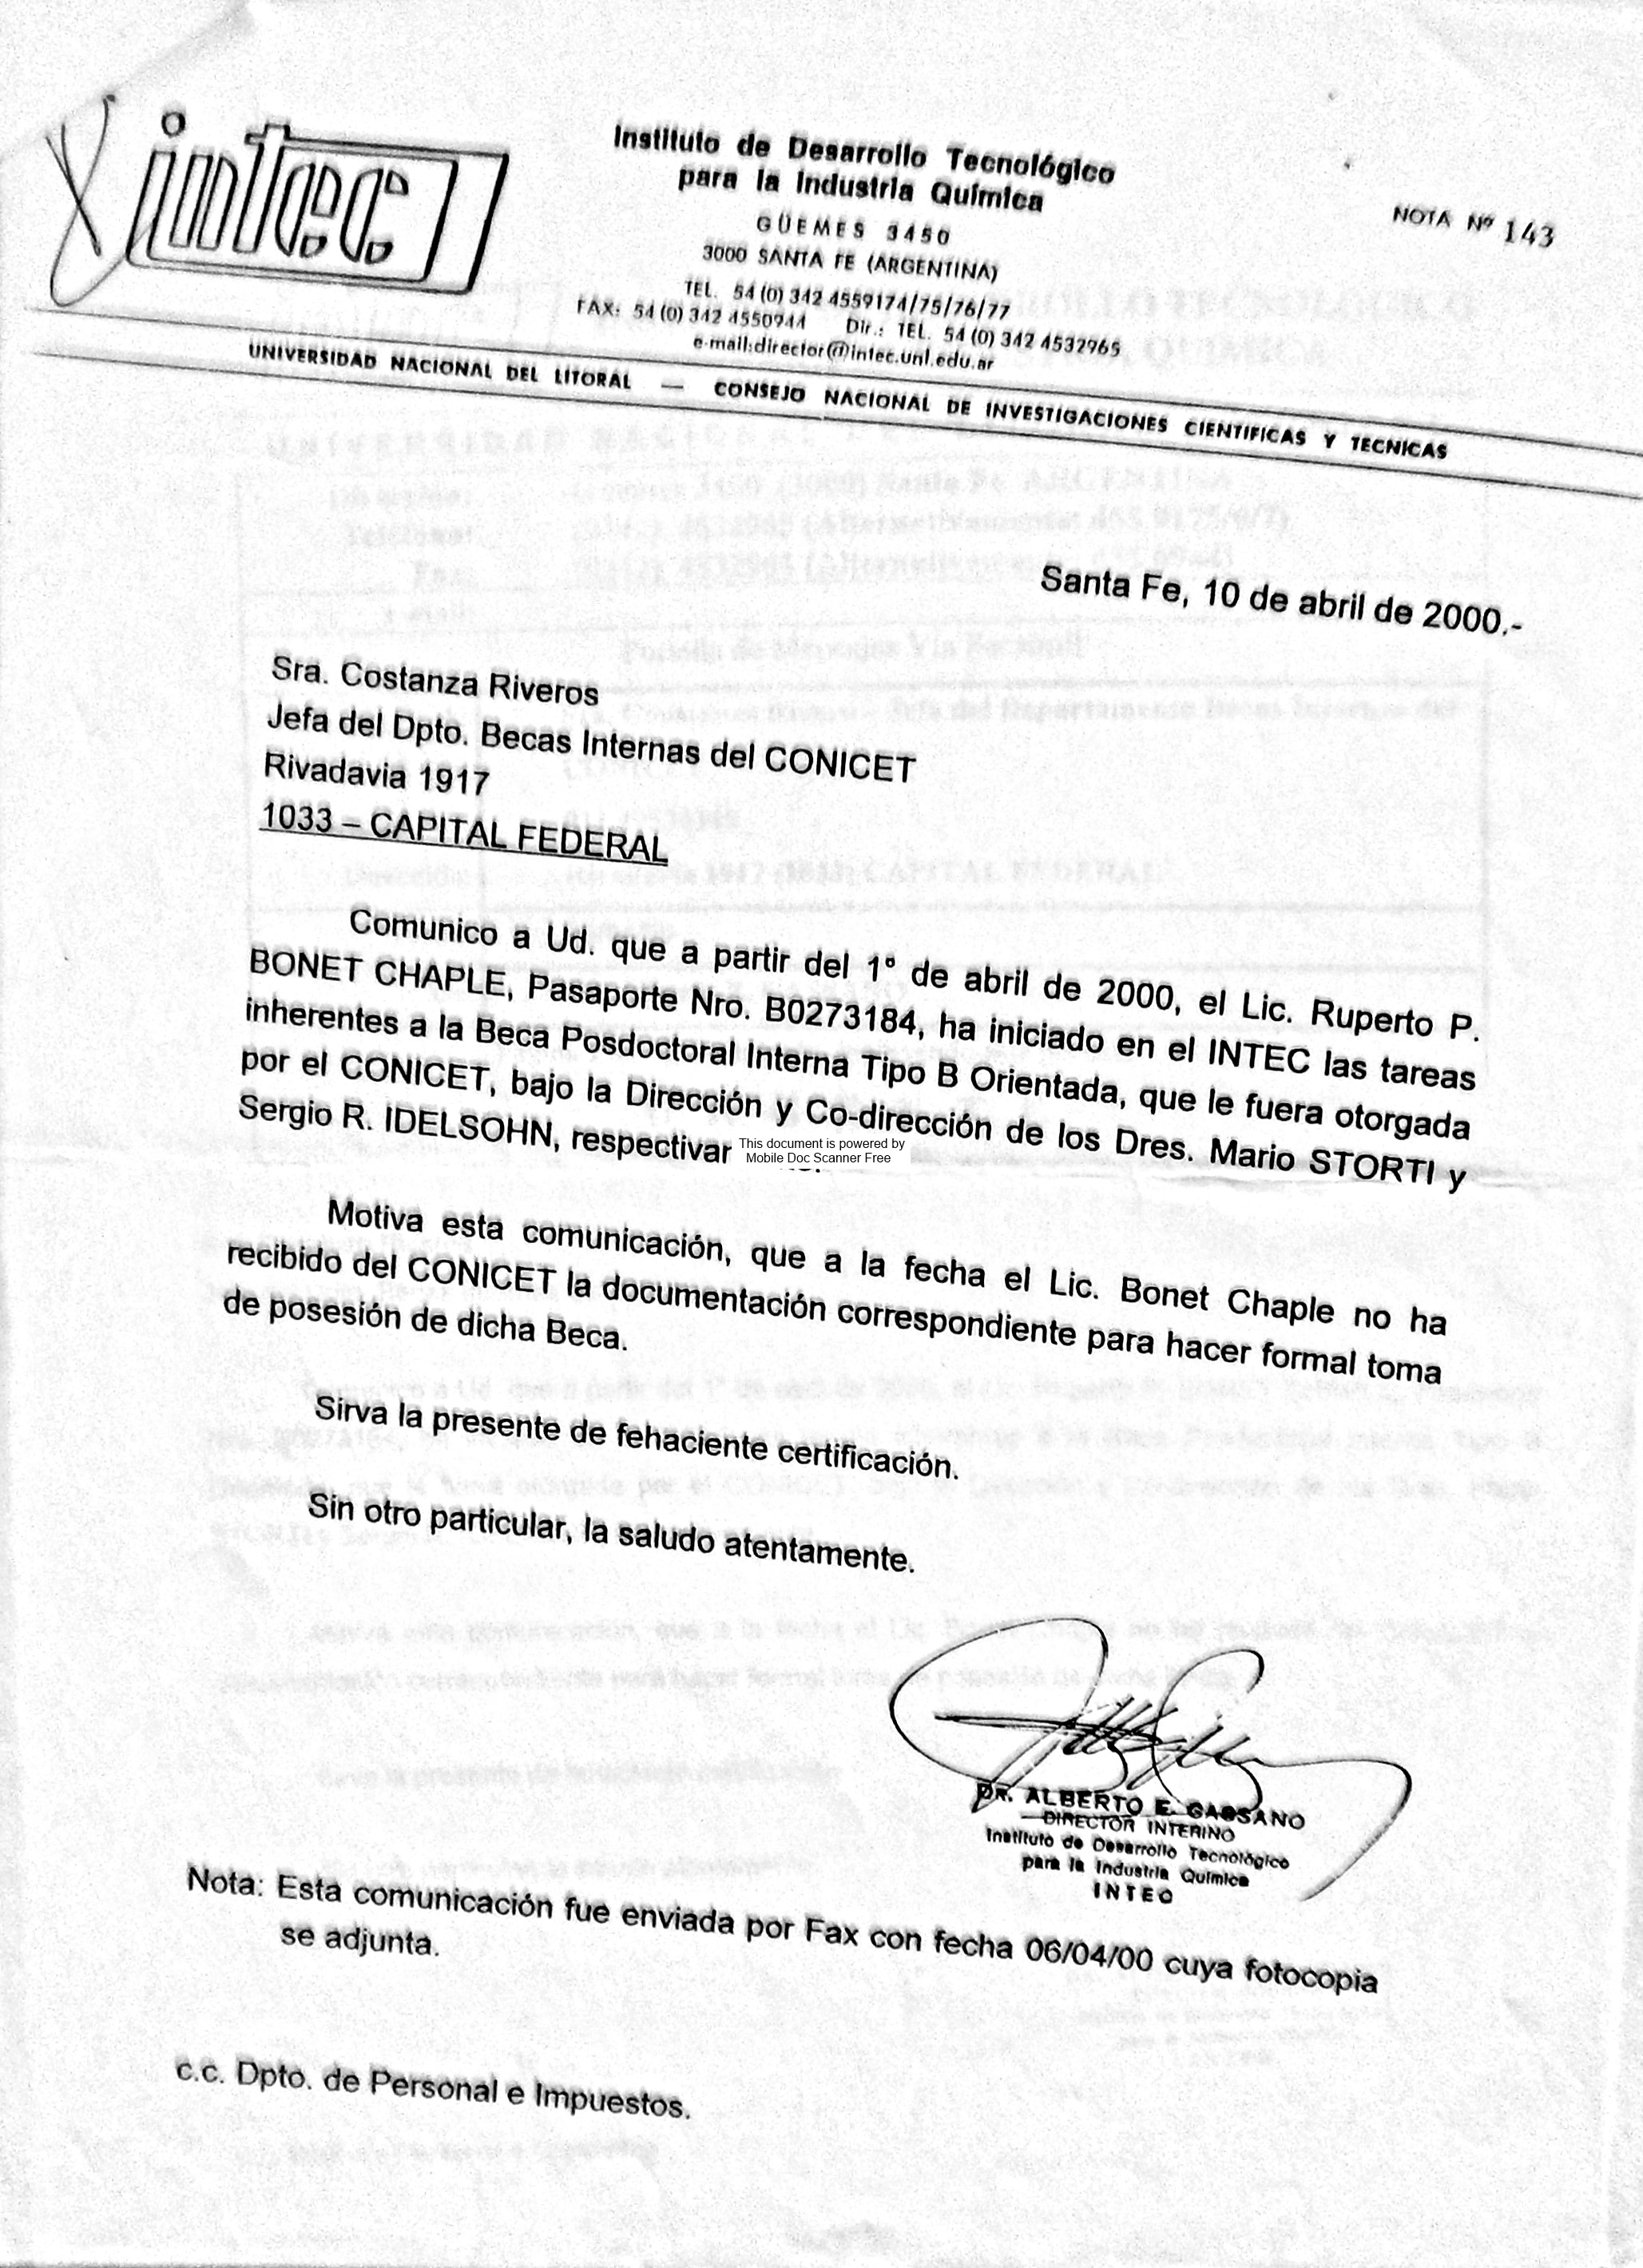 intec
Instituto de Desarrollo Tecnológico
para la Industria Química
GÜEMES 3450
3000 SANTA FE (ARGENTINA)
TEL. 54 (0) 342 4559174/75/76/77
FAX: 54 (0) 342 4550944 Dir.: TEL. 54 (0) 342 4532965
e-mail:director@intec.unl.edu.ar
NOTA Nº 143
UNIVERSIDAD NACIONAL DEL LITORAL — CONSEJO NACIONAL DE INVESTIGACIONES CIENTIFICAS Y TECNICAS
Santa Fe, 10 de abril de 2000.-
Sra. Costanza Riveros
Jefa del Dpto. Becas Internas del CONICET
Rivadavia 1917
1033 – CAPITAL FEDERAL
Comunico a Ud. que a partir del 1º de abril de 2000, el Lic. Ruperto P.
BONET CHAPLE, Pasaporte Nro. B0273184, ha iniciado en el INTEC las tareas
inherentes a la Beca Posdoctoral Interna Tipo B Orientada, que le fuera otorgada
por el CONICET, bajo la Dirección y Co-dirección de los Dres. Mario STORTI y
Sergio R. IDELSOHN, respectivar
This document is powered by
Mobile Doc Scanner Free
Motiva esta comunicación, que a la fecha el Lic. Bonet Chaple no ha
recibido del CONICET la documentación correspondiente para hacer formal toma
de posesión de dicha Beca.
Sirva la presente de fehaciente certificación.
Sin otro particular, la saludo atentamente.
DR. ALBERTO E. CASSANO
DIRECTOR INTERINO
Instituto de Desarrollo Tecnológico
para la Industria Química
INTEC
Nota: Esta comunicación fue enviada por Fax con fecha 06/04/00 cuya fotocopia
se adjunta.
c.c. Dpto. de Personal e Impuestos.